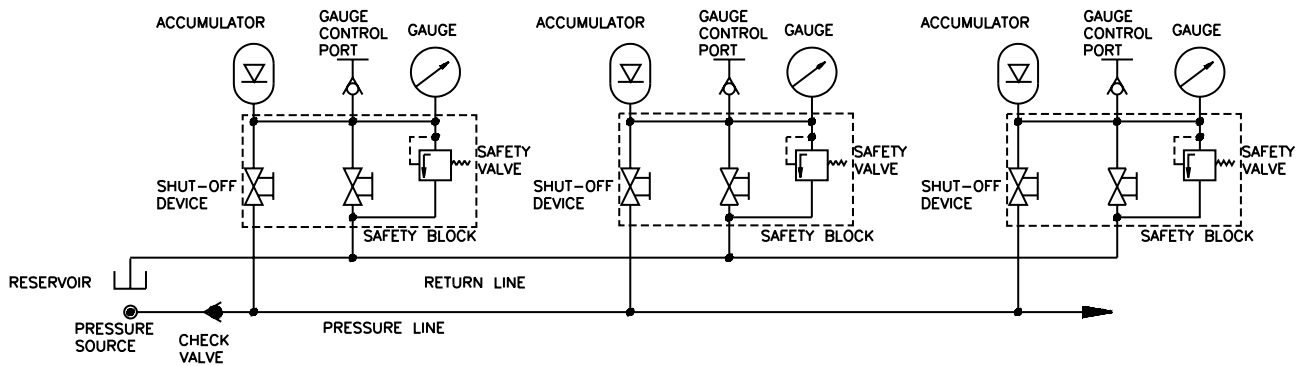 ACCUMULATOR
GAUGE
CONTROL
PORT
GAUGE
ACCUMULATOR
GAUGE
CONTROL
PORT
GAUGE
ACCUMULATOR
GAUGE
CONTROL
PORT
GAUGE
SHUT-OFF
DEVICE
SAFETY
VALVE
SAFETY BLOCK
SHUT-OFF
DEVICE
SAFETY
VALVE
SAFETY BLOCK
SHUT-OFF
DEVICE
SAFETY
VALVE
SAFETY BLOCK
RESERVOIR
RETURN LINE
PRESSURE
SOURCE
CHECK
VALVE
PRESSURE LINE